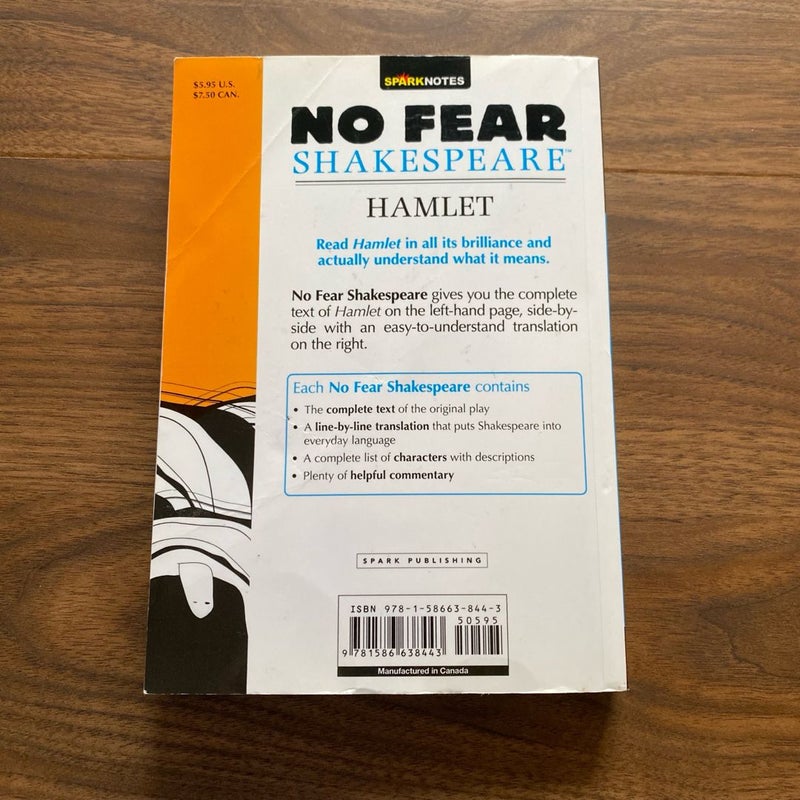 $5.95 U.S.
$7.50 CAN.
SPARKNOTES
NO FEAR
SHAKESPEARE™
HAMLET
Read Hamlet in all its brilliance and
actually understand what it means.
No Fear Shakespeare gives you the complete
text of Hamlet on the left-hand page, side-by-
side with an easy-to-understand translation
on the right.
Each No Fear Shakespeare contains
• The complete text of the original play
• A line-by-line translation that puts Shakespeare into
everyday language
• A complete list of characters with descriptions
• Plenty of helpful commentary
SPARK PUBLISHING
ISBN 978-1-58663-844-3
50595
9 781586 638443
Manufactured in Canada